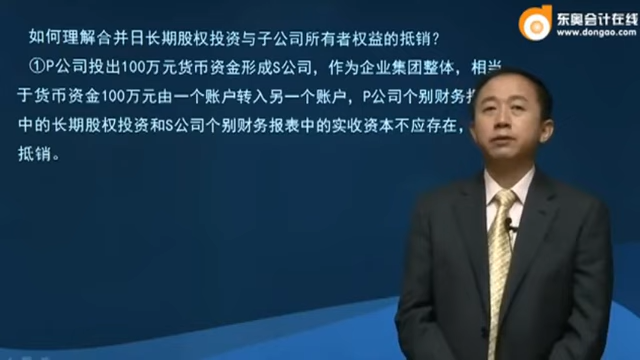 东奥会计在线
www.dongao.com
如何理解合并日长期股权投资与子公司所有者权益的抵销?
①P公司投出100万元货币资金形成S公司，作为企业集团整体，相当
于货币资金100万元由一个账户转入另一个账户，P公司个别财务报
中的长期股权投资和S公司个别财务报表中的实收资本不应存在，
抵销。